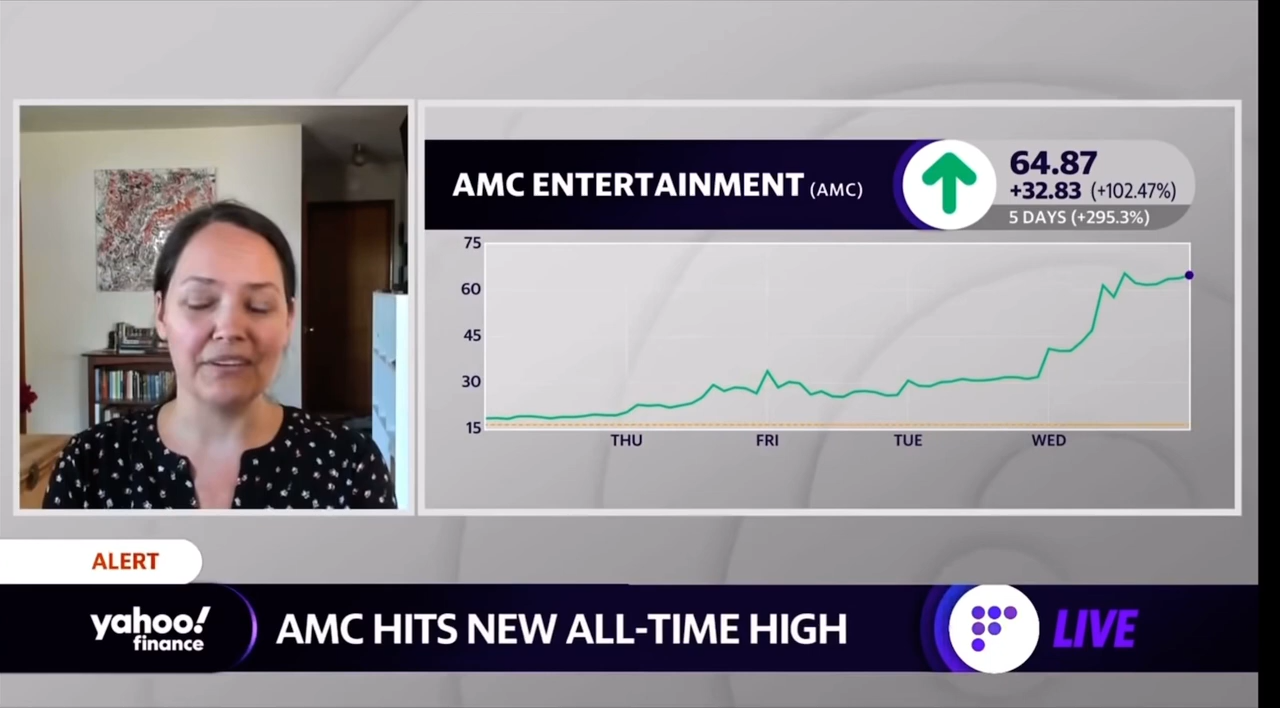 AMC ENTERTAINMENT (AMC)
64.87
+32.83 (+102.47%)
5 DAYS (+295.3%)
75
60
45
30
15
THU FRI TUE WED
ALERT
yahoo!
finance
AMC HITS NEW ALL-TIME HIGH
LIVE